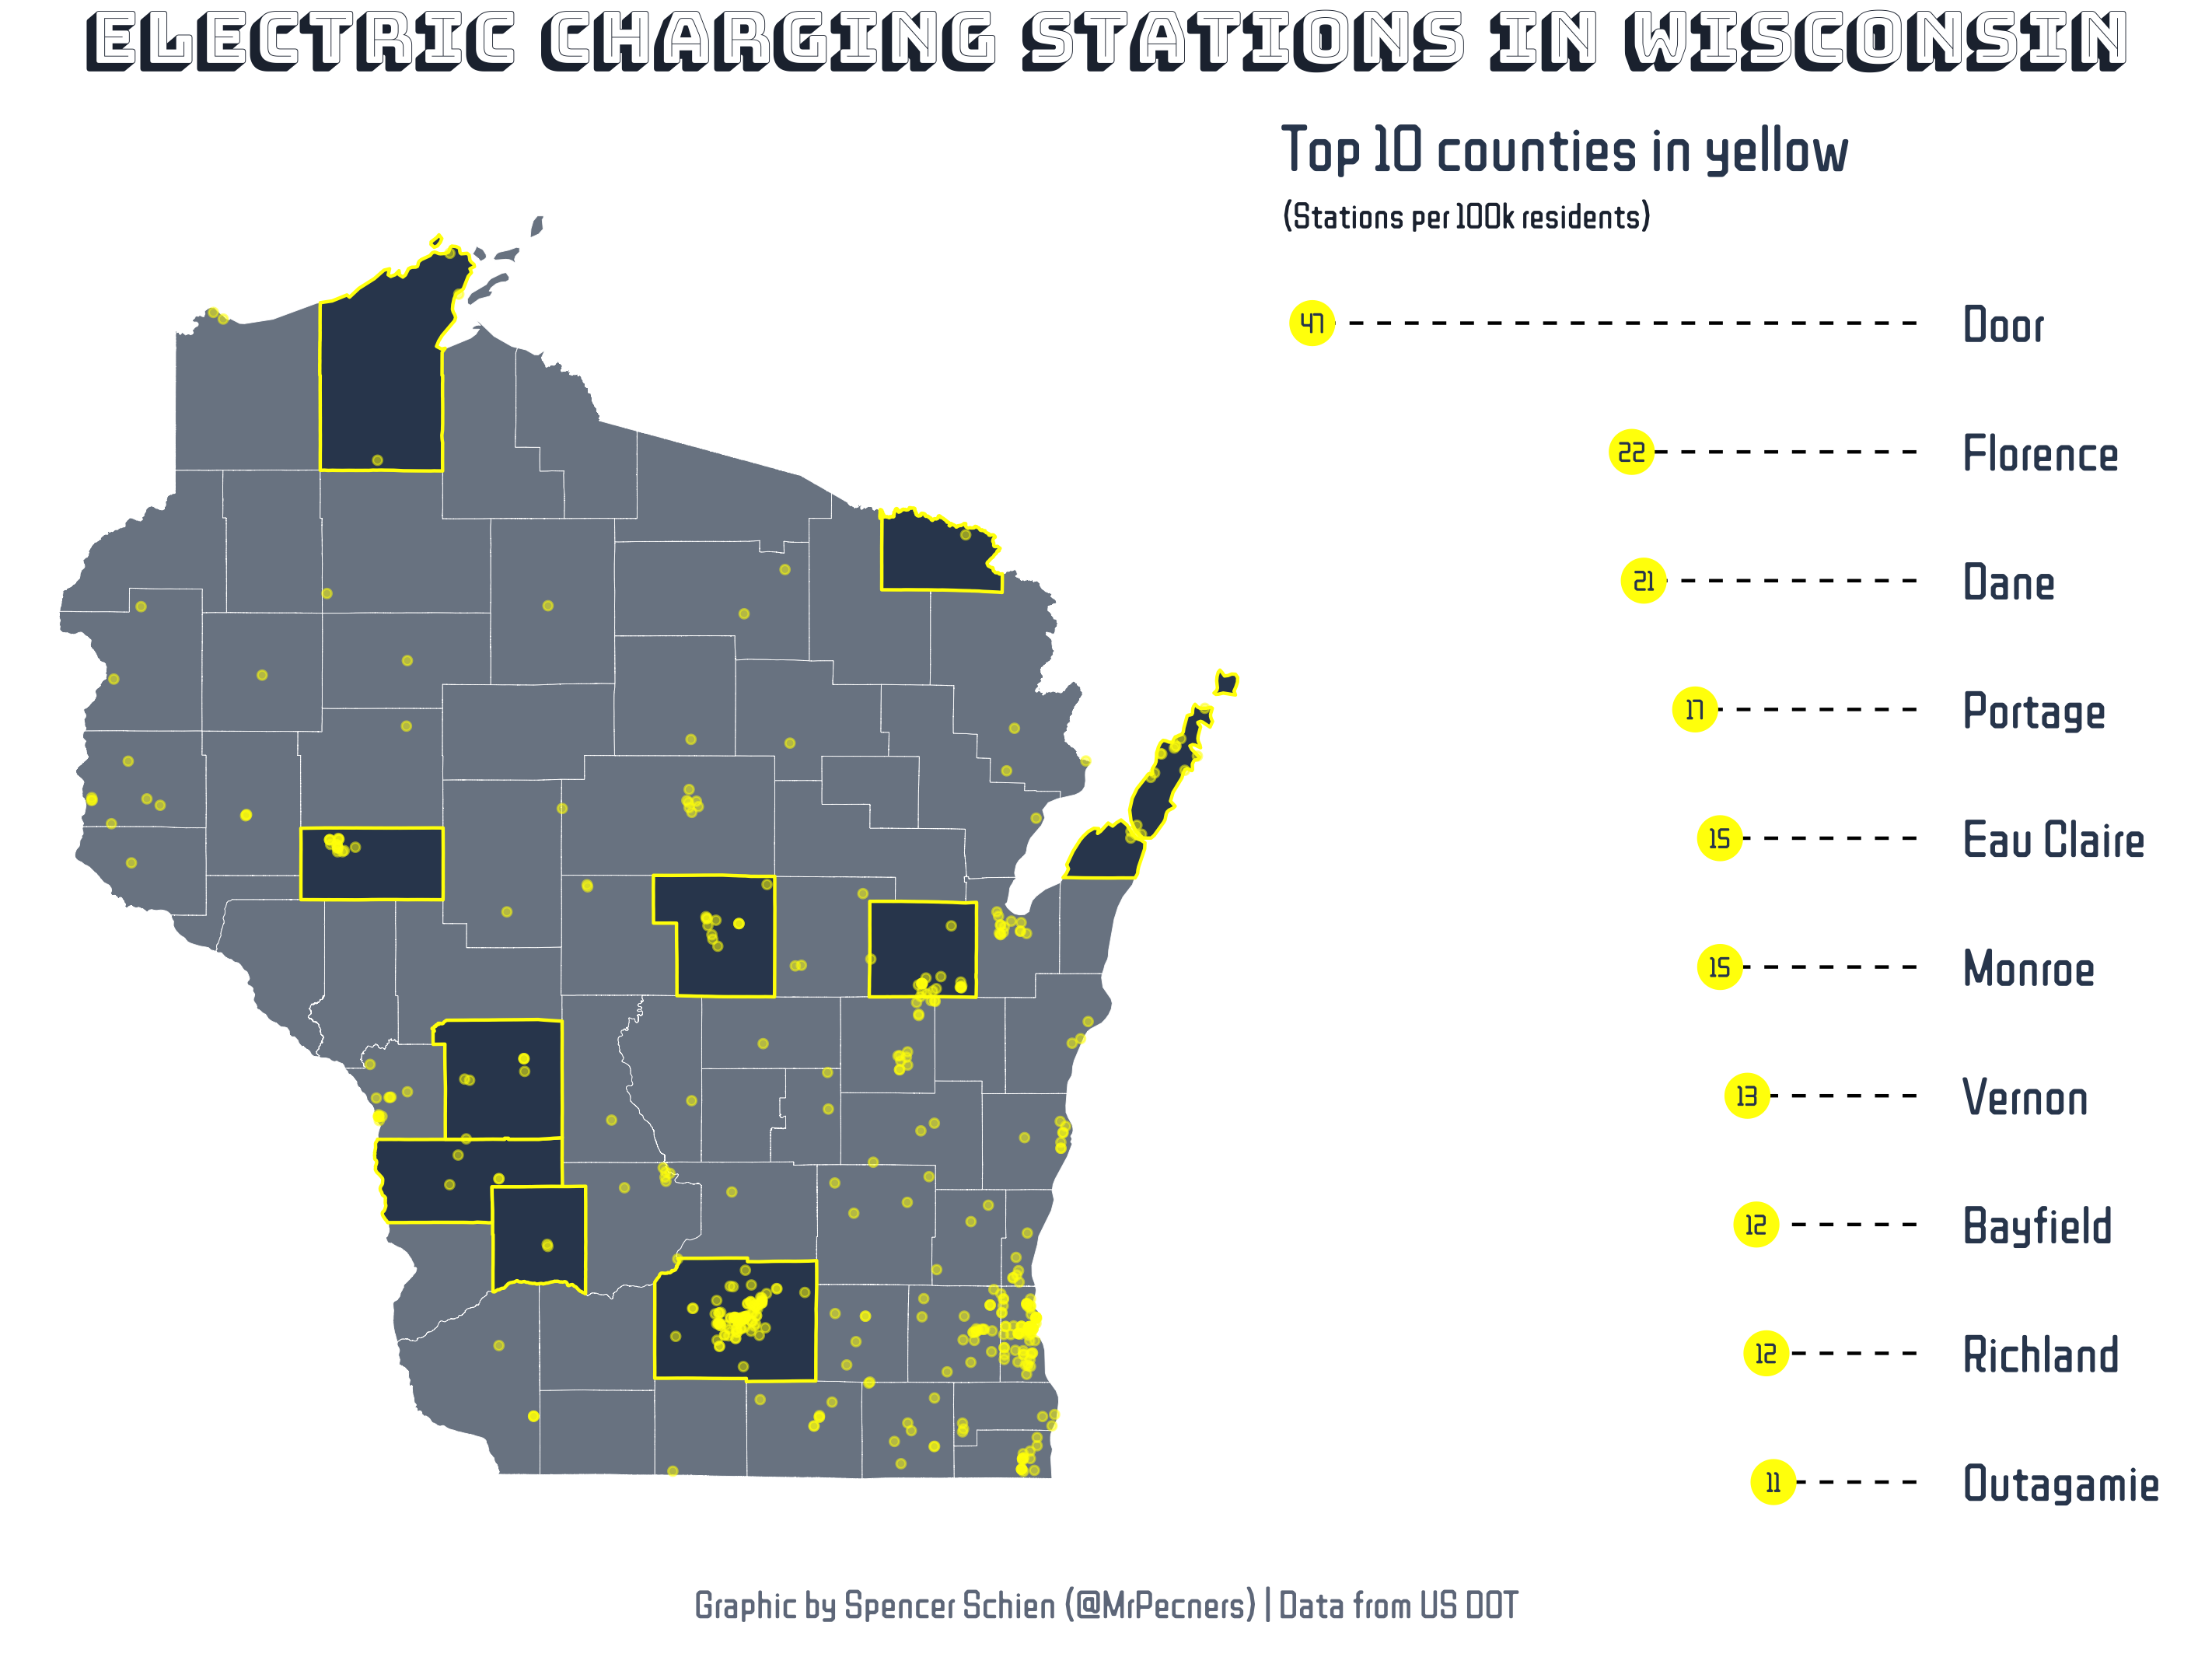 ELECTRIC CHARGING STATIONS IN WISCONSIN
Top 10 counties in yellow
(Stations per 100k residents)
47 Door
22 Florence
21 Dane
17 Portage
15 Eau Claire
15 Monroe
13 Vernon
12 Bayfield
12 Richland
11 Outagamie
Graphic by Spencer Schien (@MrPecners) | Data from US DOT